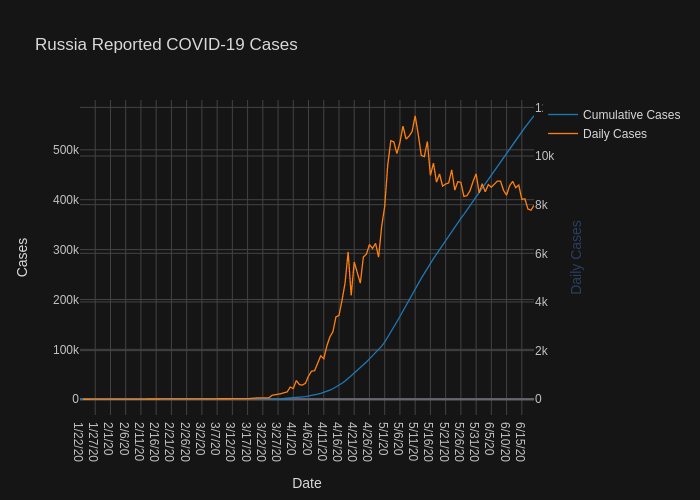 Russia Reported COVID-19 Cases
Cumulative Cases
Daily Cases
Cases
500k
400k
300k
200k
100k
0
10k
8k
6k
4k
2k
0
Daily Cases
1/22/20
1/27/20
2/1/20
2/6/20
2/11/20
2/16/20
2/21/20
2/26/20
3/2/20
3/7/20
3/12/20
3/17/20
3/22/20
3/27/20
4/1/20
4/6/20
4/11/20
4/16/20
4/21/20
4/26/20
5/1/20
5/6/20
5/11/20
5/16/20
5/21/20
5/26/20
5/31/20
6/5/20
6/10/20
6/15/20
Date